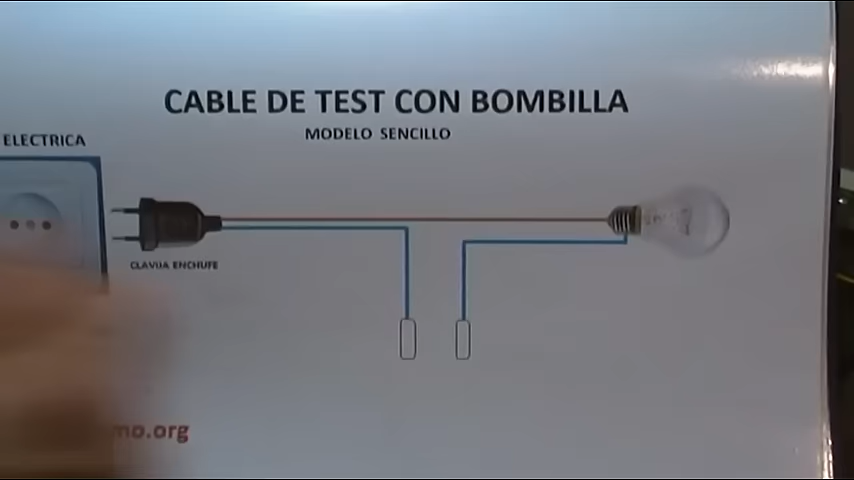 CABLE DE TEST CON BOMBILLA
MODELO SENCILLO
ELECTRICA
CLAVIJA ENCHUFE
mo.org